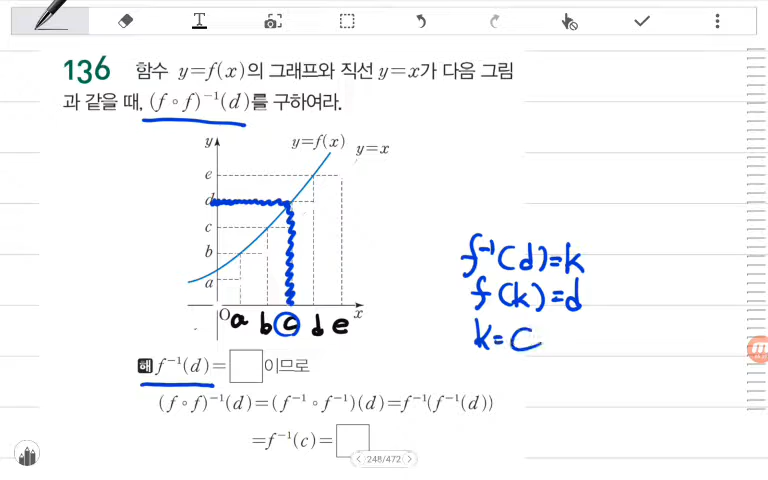 136 함수 y=f(x)의 그래프와 직선 y=x가 다음 그림
과 같을 때, (f∘f)⁻¹(d)를 구하여라.
y
y=f(x)
y=x
e
d
c
b
a
O
x
a b c d e
f⁻¹(d)=k
f(k)=d
k=c
해 f⁻¹(d)=□이므로
(f∘f)⁻¹(d)=(f⁻¹∘f⁻¹)(d)=f⁻¹(f⁻¹(d))
=f⁻¹(c)=□
< 248/472 >